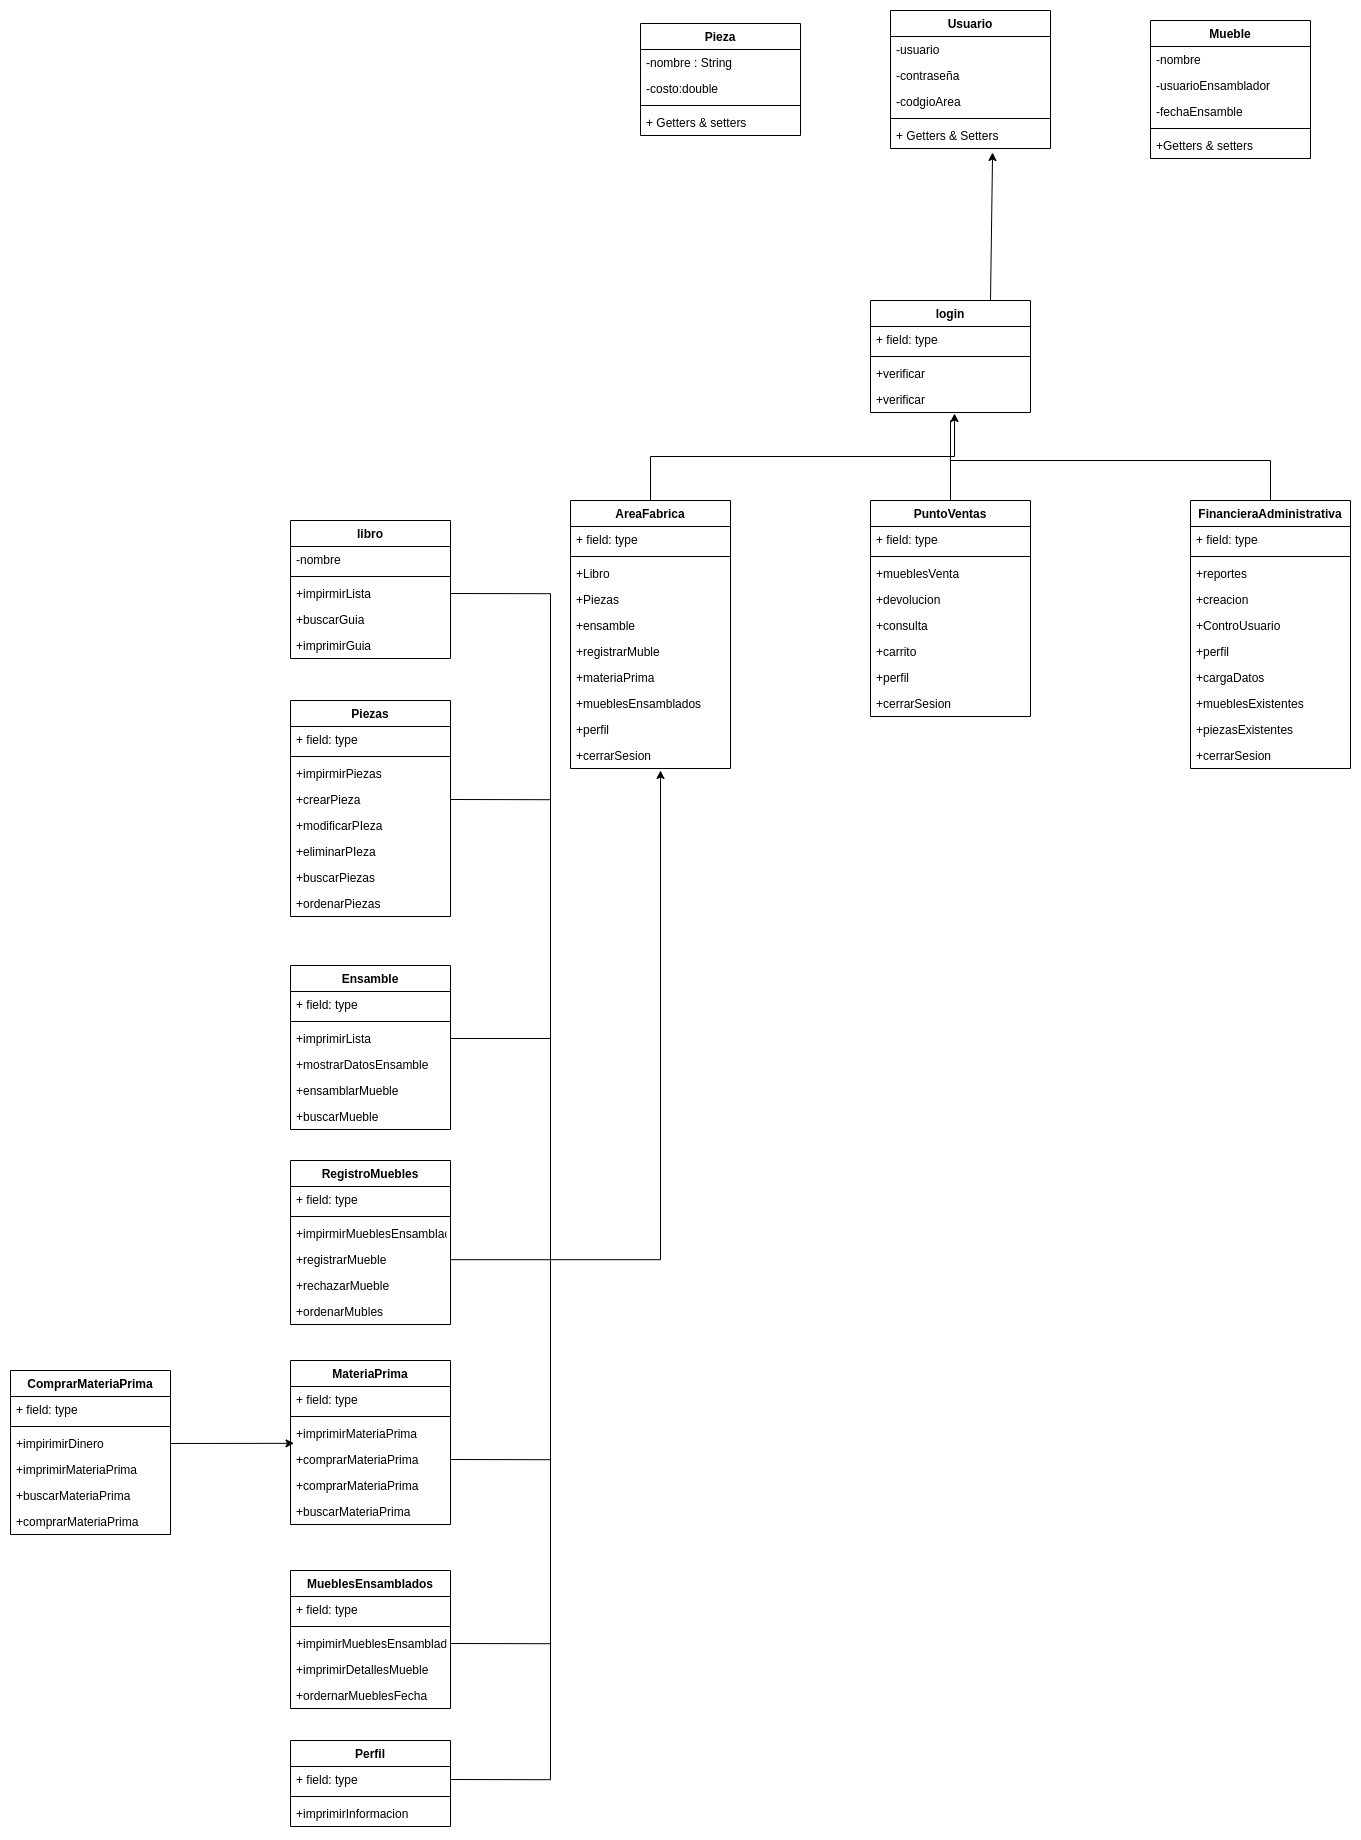 Pieza
-nombre : String
-costo:double
+ Getters & setters
Usuario
-usuario
-contraseña
-codgioArea
+ Getters & Setters
Mueble
-nombre
-usuarioEnsamblador
-fechaEnsamble
+Getters & setters
login
+ field: type
+verificar
+verificar
AreaFabrica
+ field: type
+Libro
+Piezas
+ensamble
+registrarMuble
+materiaPrima
+mueblesEnsamblados
+perfil
+cerrarSesion
PuntoVentas
+ field: type
+mueblesVenta
+devolucion
+consulta
+carrito
+perfil
+cerrarSesion
FinancieraAdministrativa
+ field: type
+reportes
+creacion
+ControUsuario
+perfil
+cargaDatos
+mueblesExistentes
+piezasExistentes
+cerrarSesion
libro
-nombre
+impirmirLista
+buscarGuia
+imprimirGuia
Piezas
+ field: type
+impirmirPiezas
+crearPieza
+modificarPIeza
+eliminarPIeza
+buscarPiezas
+ordenarPiezas
Ensamble
+ field: type
+imprimirLista
+mostrarDatosEnsamble
+ensamblarMueble
+buscarMueble
RegistroMuebles
+ field: type
+impirmirMueblesEnsamblac
+registrarMueble
+rechazarMueble
+ordenarMubles
ComprarMateriaPrima
+ field: type
+impirimirDinero
+imprimirMateriaPrima
+buscarMateriaPrima
+comprarMateriaPrima
MateriaPrima
+ field: type
+imprimirMateriaPrima
+comprarMateriaPrima
+comprarMateriaPrima
+buscarMateriaPrima
MueblesEnsamblados
+ field: type
+impimirMueblesEnsamblad
+imprimirDetallesMueble
+ordernarMueblesFecha
Perfil
+ field: type
+imprimirInformacion